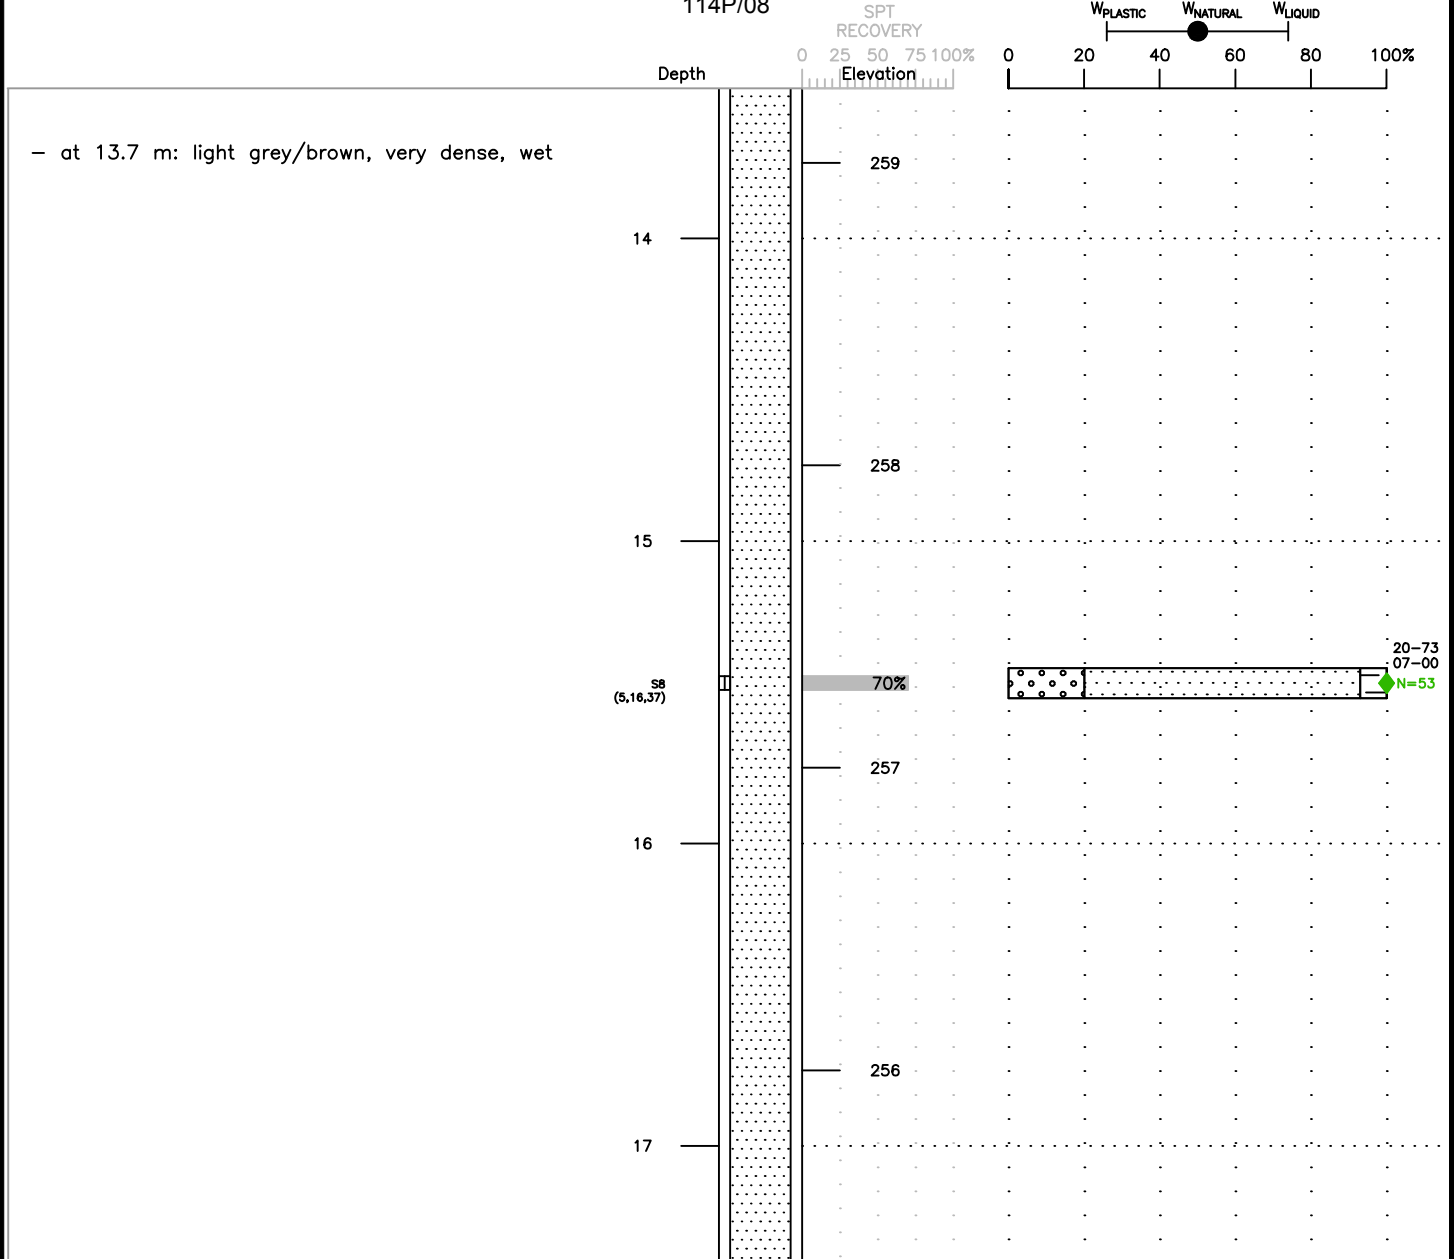 114P/08
SPT
RECOVERY
0 25 50 75 100%
WPLASTIC WNATURAL WLIQUID
0 20 40 60 80 100%
Depth
Elevation
– at 13.7 m: light grey/brown, very dense, wet
259
14
258
15
20–73
07–00
S8
(5,16,37)
70%
N=53
257
16
256
17